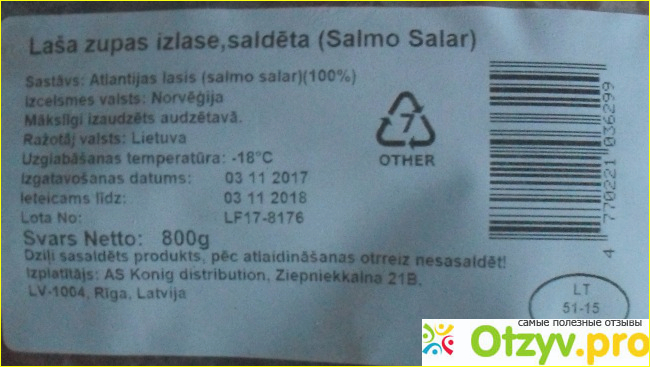 Laša zupas izlase,saldēta (Salmo Salar)
Sastāvs: Atlantijas lasis (salmo salar)(100%)
Izcelsmes valsts: Norvēģija
Mākslīgi izaudzēts audzētavā.
Ražotāj valsts: Lietuva
Uzglabāšanas temperatūra: -18°C
Izgatavošanas datums: 03 11 2017
Ieteicams līdz: 03 11 2018
Lota No: LF17-8176
Svars Netto: 800g
Dziļi sasaldēts produkts, pēc atlaidināšanas otrreiz nesasaldēt!
Izplatītājs: AS Konig distribution, Ziepniekkalna 21B,
LV-1004, Rīga, Latvija
7
OTHER
4 770221 036299
LT
51-15
самые полезные отзывы
Otzyv.pro